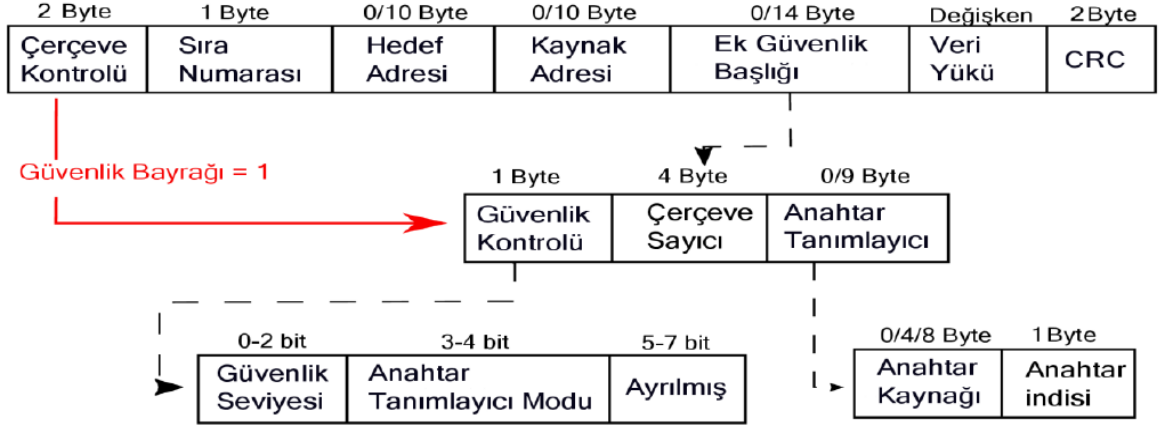 2 Byte 1 Byte 0/10 Byte 0/10 Byte 0/14 Byte Değişken 2Byte
Çerçeve Kontrolü
Sıra Numarası
Hedef Adresi
Kaynak Adresi
Ek Güvenlik Başlığı
Veri Yükü
CRC
Güvenlik Bayrağı = 1
1 Byte 4 Byte 0/9 Byte
Güvenlik Kontrolü
Çerçeve Sayıcı
Anahtar Tanımlayıcı
0-2 bit 3-4 bit 5-7 bit
Güvenlik Seviyesi
Anahtar Tanımlayıcı Modu
Ayrılmış
0/4/8 Byte 1Byte
Anahtar Kaynağı
Anahtar indisi